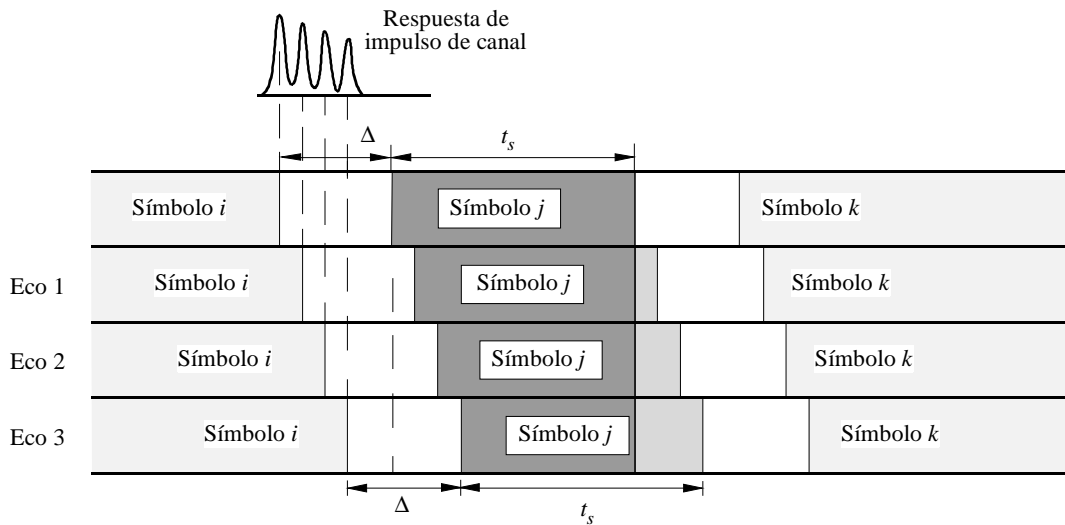 Respuesta de
impulso de canal
Δ
t_s
Símbolo i
Símbolo j
Símbolo k
Eco 1
Símbolo i
Símbolo j
Símbolo k
Eco 2
Símbolo i
Símbolo j
Símbolo k
Eco 3
Símbolo i
Símbolo j
Símbolo k
Δ
t_s